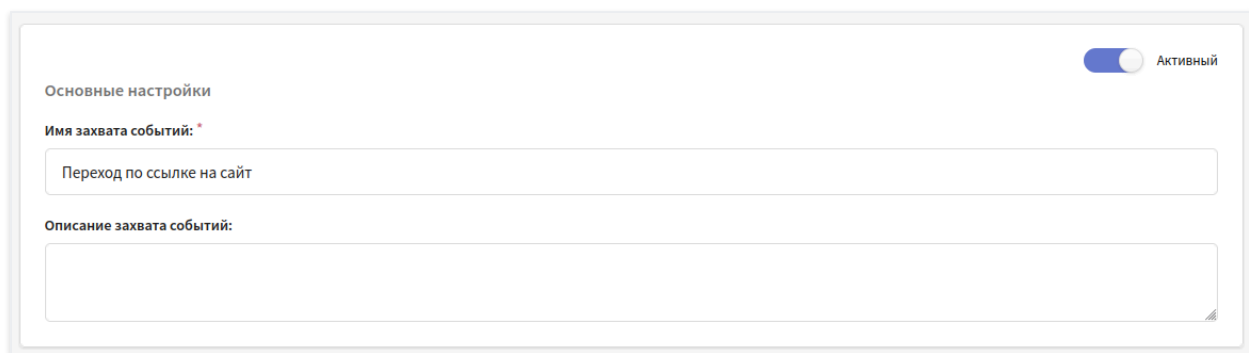 Активный
Основные настройки
Имя захвата событий: *
Переход по ссылке на сайт
Описание захвата событий: